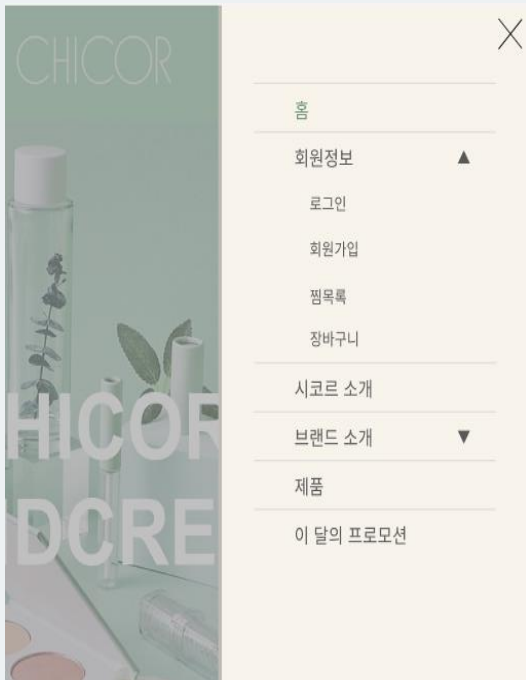 CHICOR
HICOR
DCRE
홈
회원정보 ▲
로그인
회원가입
찜목록
장바구니
시코르 소개
브랜드 소개 ▼
제품
이 달의 프로모션